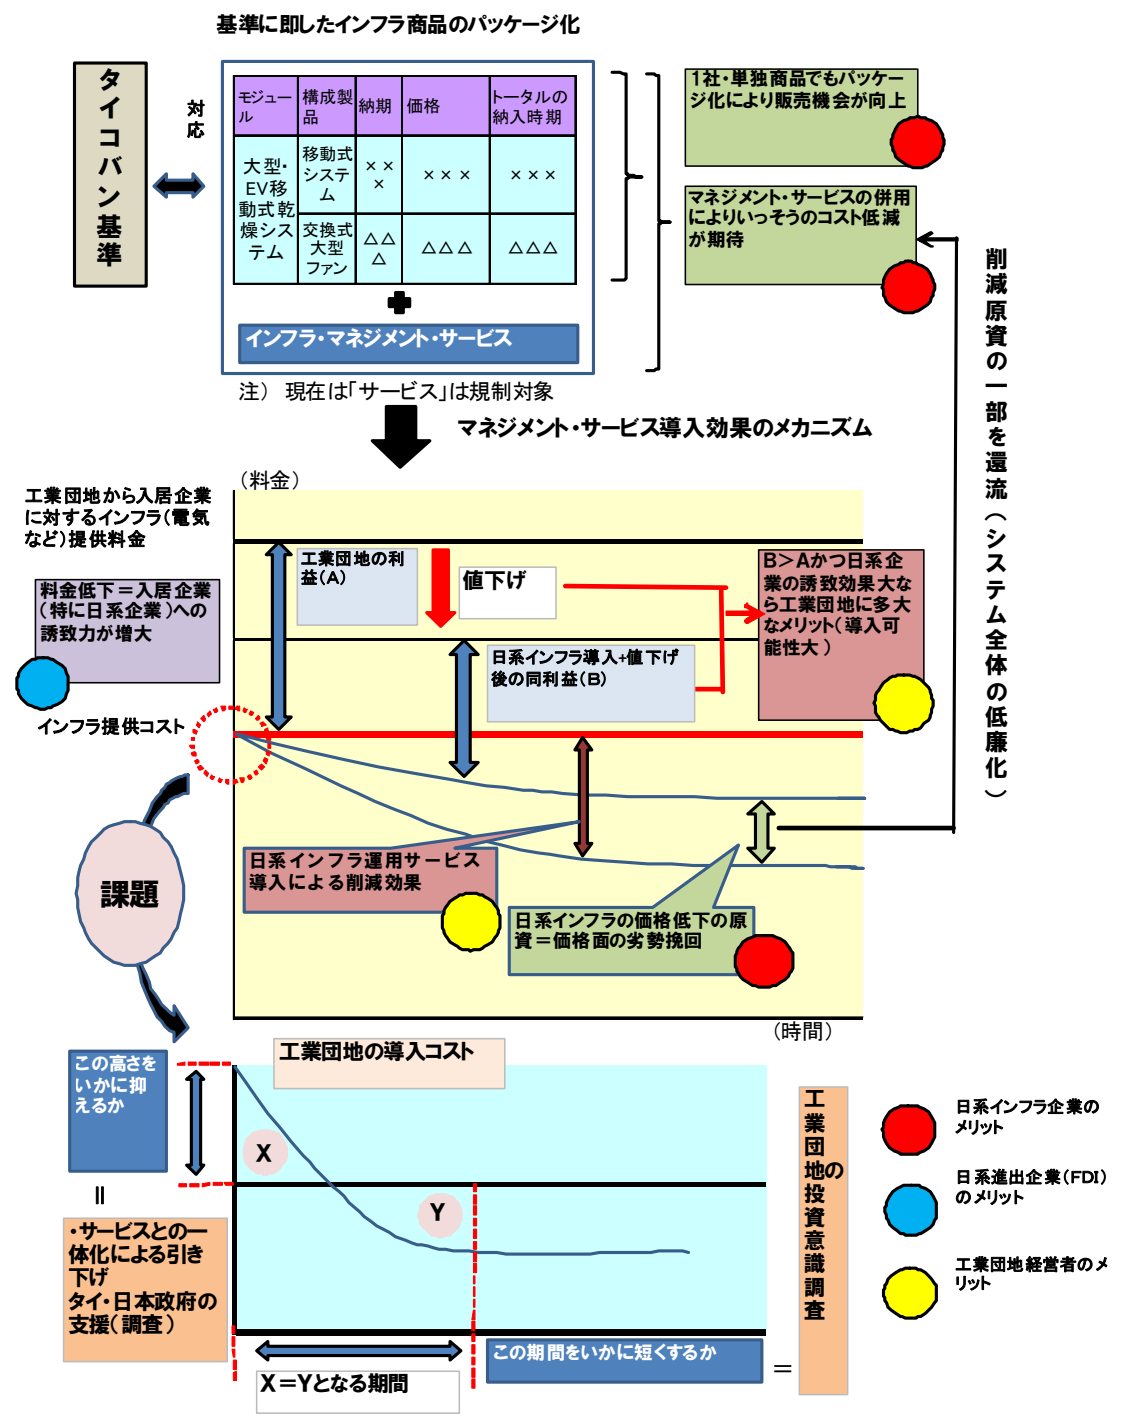 基準に即したインフラ商品のパッケージ化
タイコバン基準
対応
モジュール
構成製品
納期
価格
トータルの納入時期
大型・
EV移
動式乾
燥システム
移動式
システム
×××
×××
×××
交換式
大型
ファン
△△△
△△△
△△△
インフラ・マネジメント・サービス
注） 現在は「サービス」は規制対象
1社・単独商品でもパッケー
ジ化により販売機会が向上
マネジメント・サービスの併用
によりいっそうのコスト低減
が期待
削減原資の一部を還流（システム全体の低廉化）
マネジメント・サービス導入効果のメカニズム
（料金）
工業団地から入居企業
に対するインフラ（電気
など）提供料金
料金低下＝入居企業
（特に日系企業）への
誘致力が増大
工業団地の利
益（A）
値下げ
B＞Aかつ日系企
業の誘致効果大な
ら工業団地に多大
なメリット（導入可
能性大）
日系インフラ導入+値下げ
後の同利益（B）
インフラ提供コスト
課題
日系インフラ運用サービス
導入による削減効果
日系インフラの価格低下の原
資＝価格面の劣勢挽回
（時間）
この高さを
いかに抑
えるか
工業団地の導入コスト
X
Y
＝
・サービスとの一
体化による引き
下げ
タイ・日本政府の
支援（調査）
X＝Yとなる期間
この期間をいかに短くするか
＝
工業団地の投資意識調査
日系インフラ企業の
メリット
日系進出企業（FDI）
のメリット
工業団地経営者のメ
リット